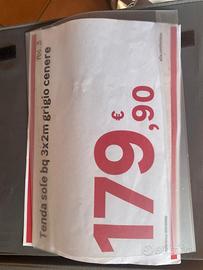 Tenda sole bq 3x2m grigio cenere
179,90
€